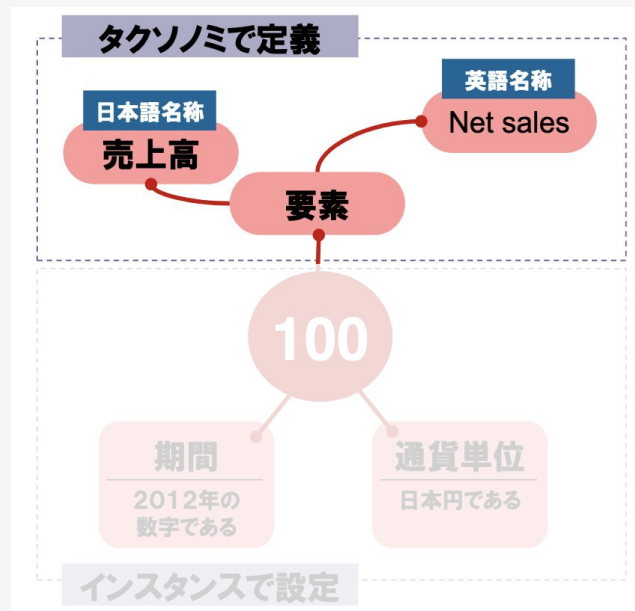 タクソノミで定義
英語名称
Net sales
日本語名称
売上高
要素
100
期間
2012年の
数字である
通貨単位
日本円である
インスタンスで設定